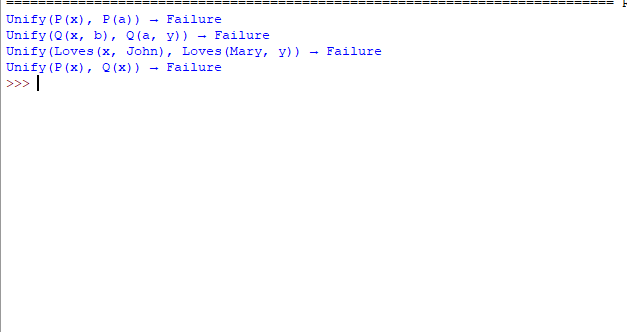 ============================================================================ 
Unify(P(x), P(a)) → Failure
Unify(Q(x, b), Q(a, y)) → Failure
Unify(Loves(x, John), Loves(Mary, y)) → Failure
Unify(P(x), Q(x)) → Failure
>>>